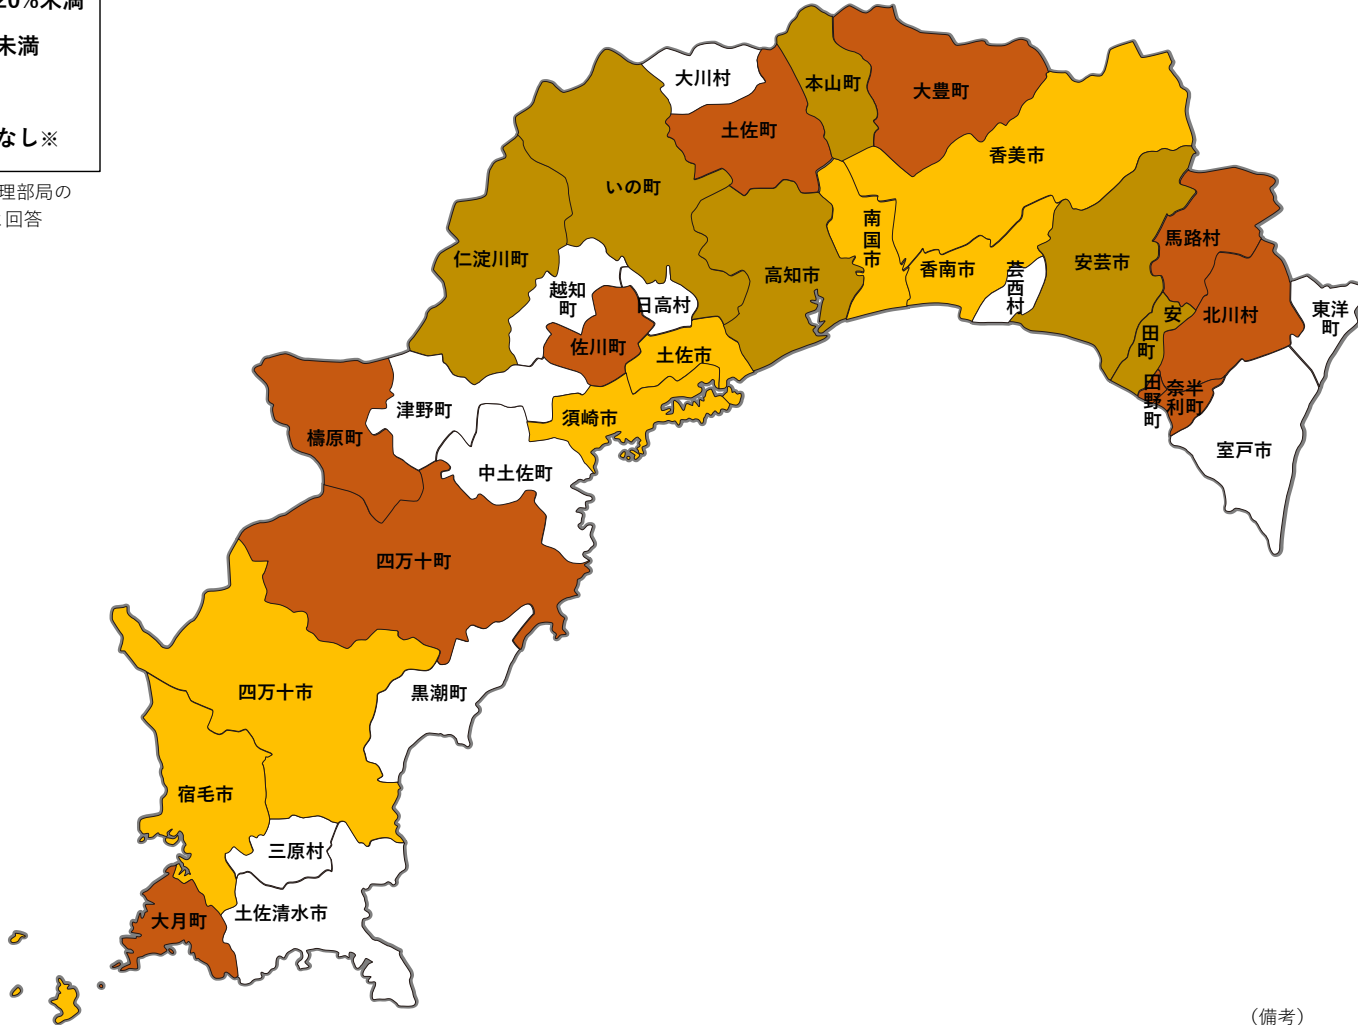 20%未満
未満
なし※
理部局の
回答
大川村
本山町
大豊町
土佐町
香美市
いの町
南国市
馬路村
仁淀川町
高知市
香南市
芸西村
安芸市
越知町
日高村
安田町
北川村
東洋町
佐川町
土佐市
津野町
須崎市
田野町
奈半利町
檮原町
室戸市
中土佐町
四万十町
四万十市
黒潮町
宿毛市
三原村
大月町
土佐清水市
（備考）